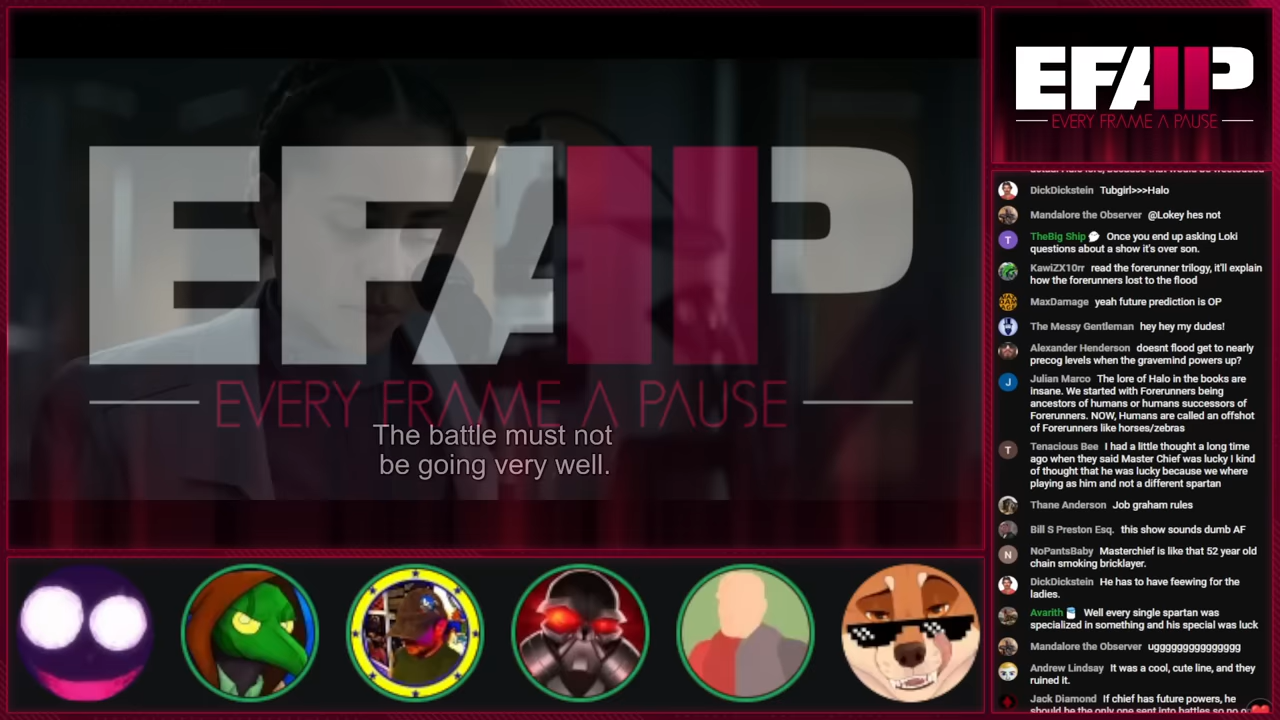 EFAP
EVERY FRAME A PAUSE
The battle must not
be going very well.
EFAP
EVERY FRAME A PAUSE
DickDickstein Tubgirl>>>Halo
Mandalore the Observer @Lokey hes not
TheBig Ship Once you end up asking Loki
questions about a show it's over son.
KawiZX10rr read the forerunner trilogy, it'll explain
how the forerunners lost to the flood
MaxDamage yeah future prediction is OP
The Messy Gentleman hey hey my dudes!
Alexander Henderson doesnt flood get to nearly
precog levels when the gravemind powers up?
J
Julian Marco The lore of Halo in the books are
insane. We started with Forerunners being
ancestors of humans or humans successors of
Forerunners. NOW, Humans are called an offshot
of Forerunners like horses/zebras
T
Tenacious Bee I had a little thought a long time
ago when they said Master Chief was lucky I kind
of thought that he was lucky because we where
playing as him and not a different spartan
Thane Anderson Job graham rules
Bill S Preston Esq. this show sounds dumb AF
N
NoPantsBaby Masterchief is like that 52 year old
chain smoking bricklayer.
DickDickstein He has to have feewing for the
ladies.
Avarith Well every single spartan was
specialized in something and his special was luck
Mandalore the Observer uggggggggggggggg
Andrew Lindsay It was a cool, cute line, and they
ruined it.
Jack Diamond If chief has future powers, he
should be the only one sent into battles so no